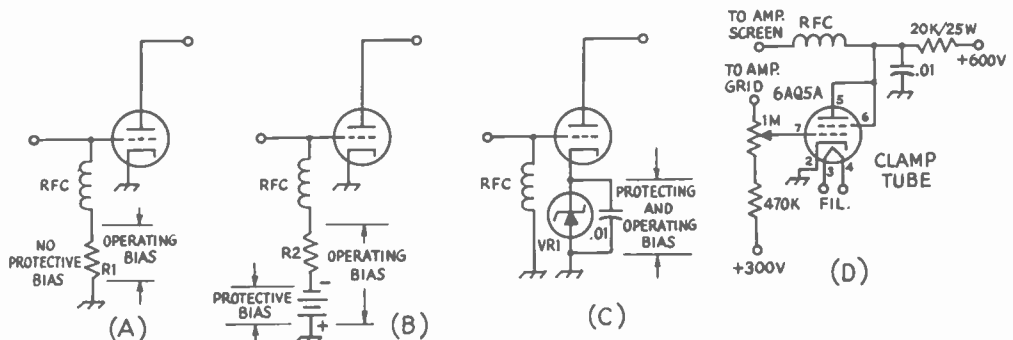 RFC
NO
PROTECTIVE
BIAS
R1
OPERATING
BIAS
(A)
RFC
R2
PROTECTIVE
BIAS
-
+
OPERATING
BIAS
(B)
RFC
VR1
.01
PROTECTING
AND
OPERATING
BIAS
(C)
TO AMP.
SCREEN
RFC
20K/25W
+600V
.01
TO AMP.
GRID
6AQ5A
1M
5
6
7
2
3
4
CLAMP
TUBE
FIL.
470K
+300V
(D)